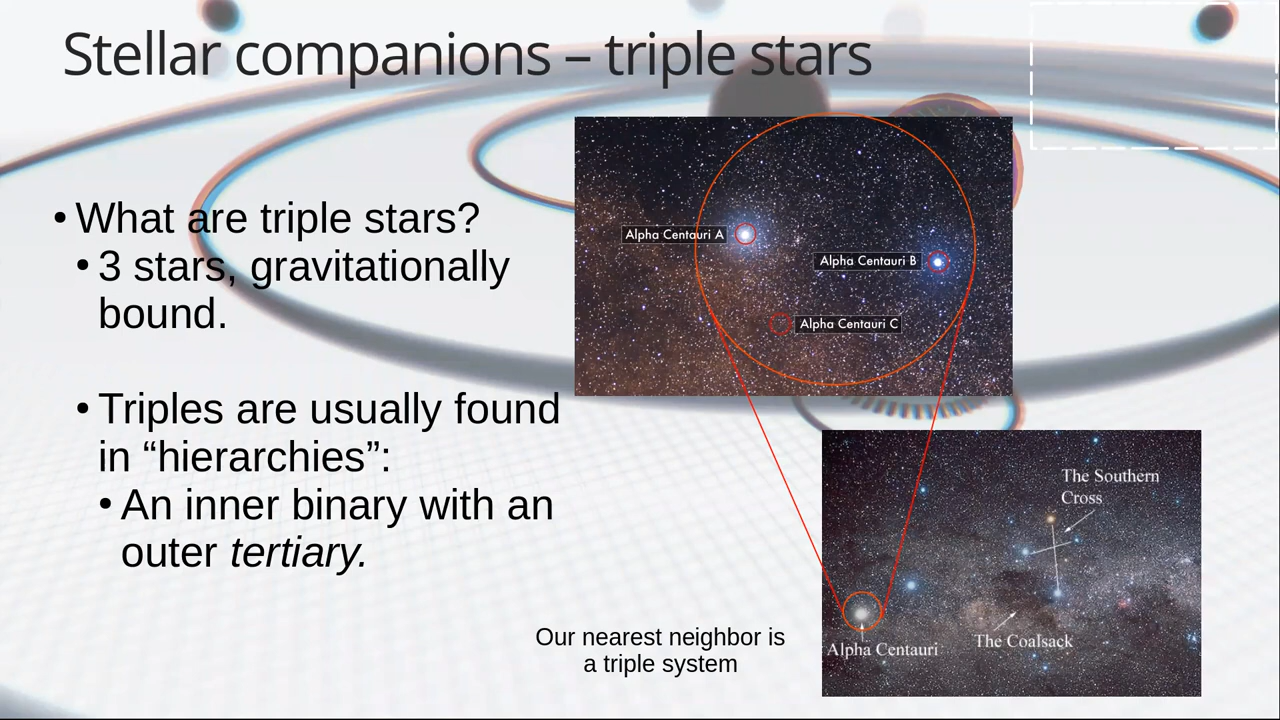 Stellar companions – triple stars
• What are triple stars?
• 3 stars, gravitationally
bound.
• Triples are usually found
in “hierarchies”:
• An inner binary with an
outer tertiary.
Alpha Centauri A
Alpha Centauri B
Alpha Centauri C
The Southern
Cross
The Coalsack
Alpha Centauri
Our nearest neighbor is
a triple system